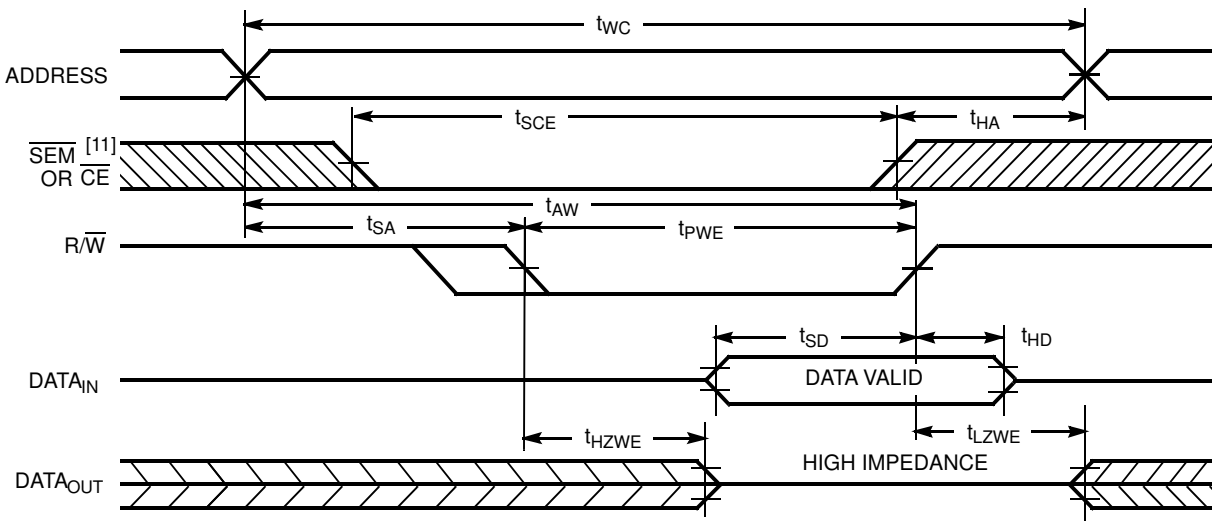 tWC
ADDRESS
tSCE
tHA
SEM [11]
OR CE
tAW
tSA
tPWE
R/W
tSD
tHD
DATAIN
DATA VALID
tHZWE
tLZWE
HIGH IMPEDANCE
DATAOUT